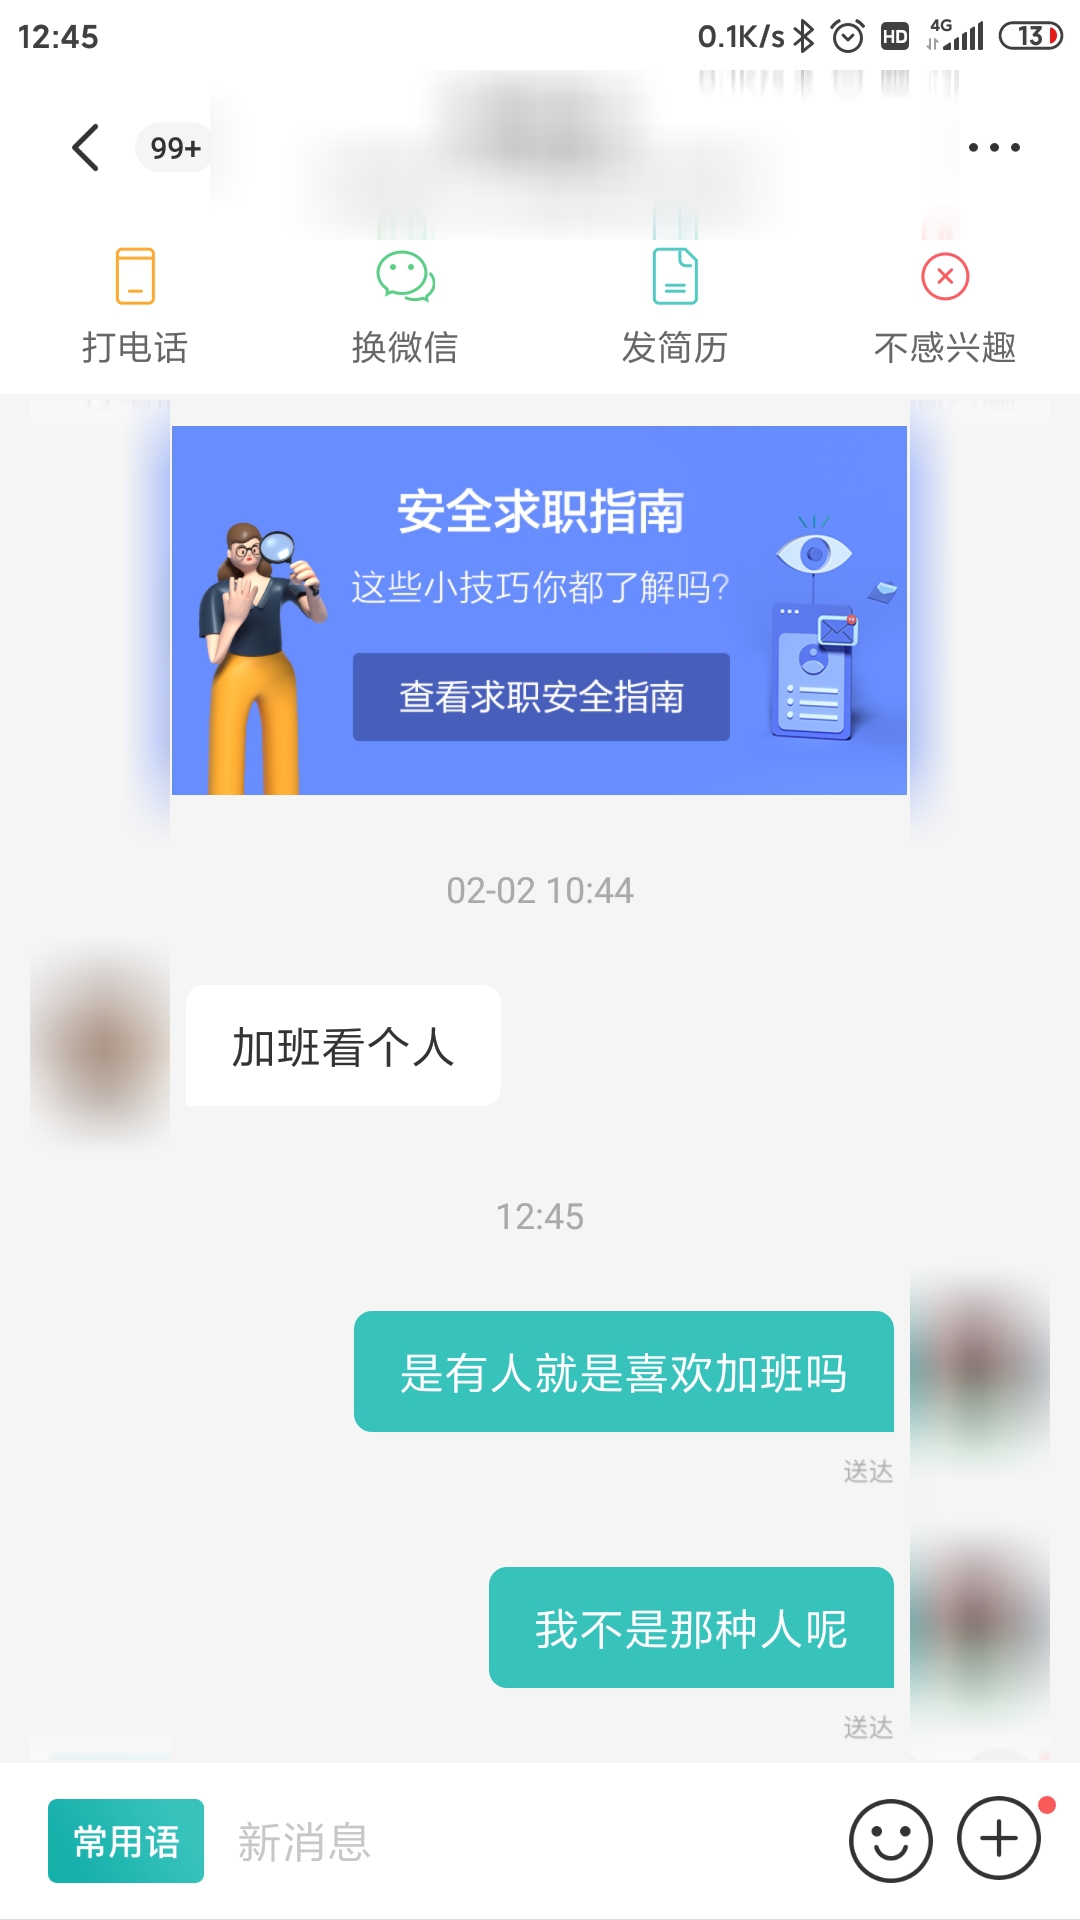 12:45
0.1K/s HD 4G 13
99+
打电话 换微信 发简历 不感兴趣
安全求职指南
这些小技巧你都了解吗?
查看求职安全指南
02-02 10:44
加班看个人
12:45
是有人就是喜欢加班吗
送达
我不是那种人呢
送达
常用语 新消息